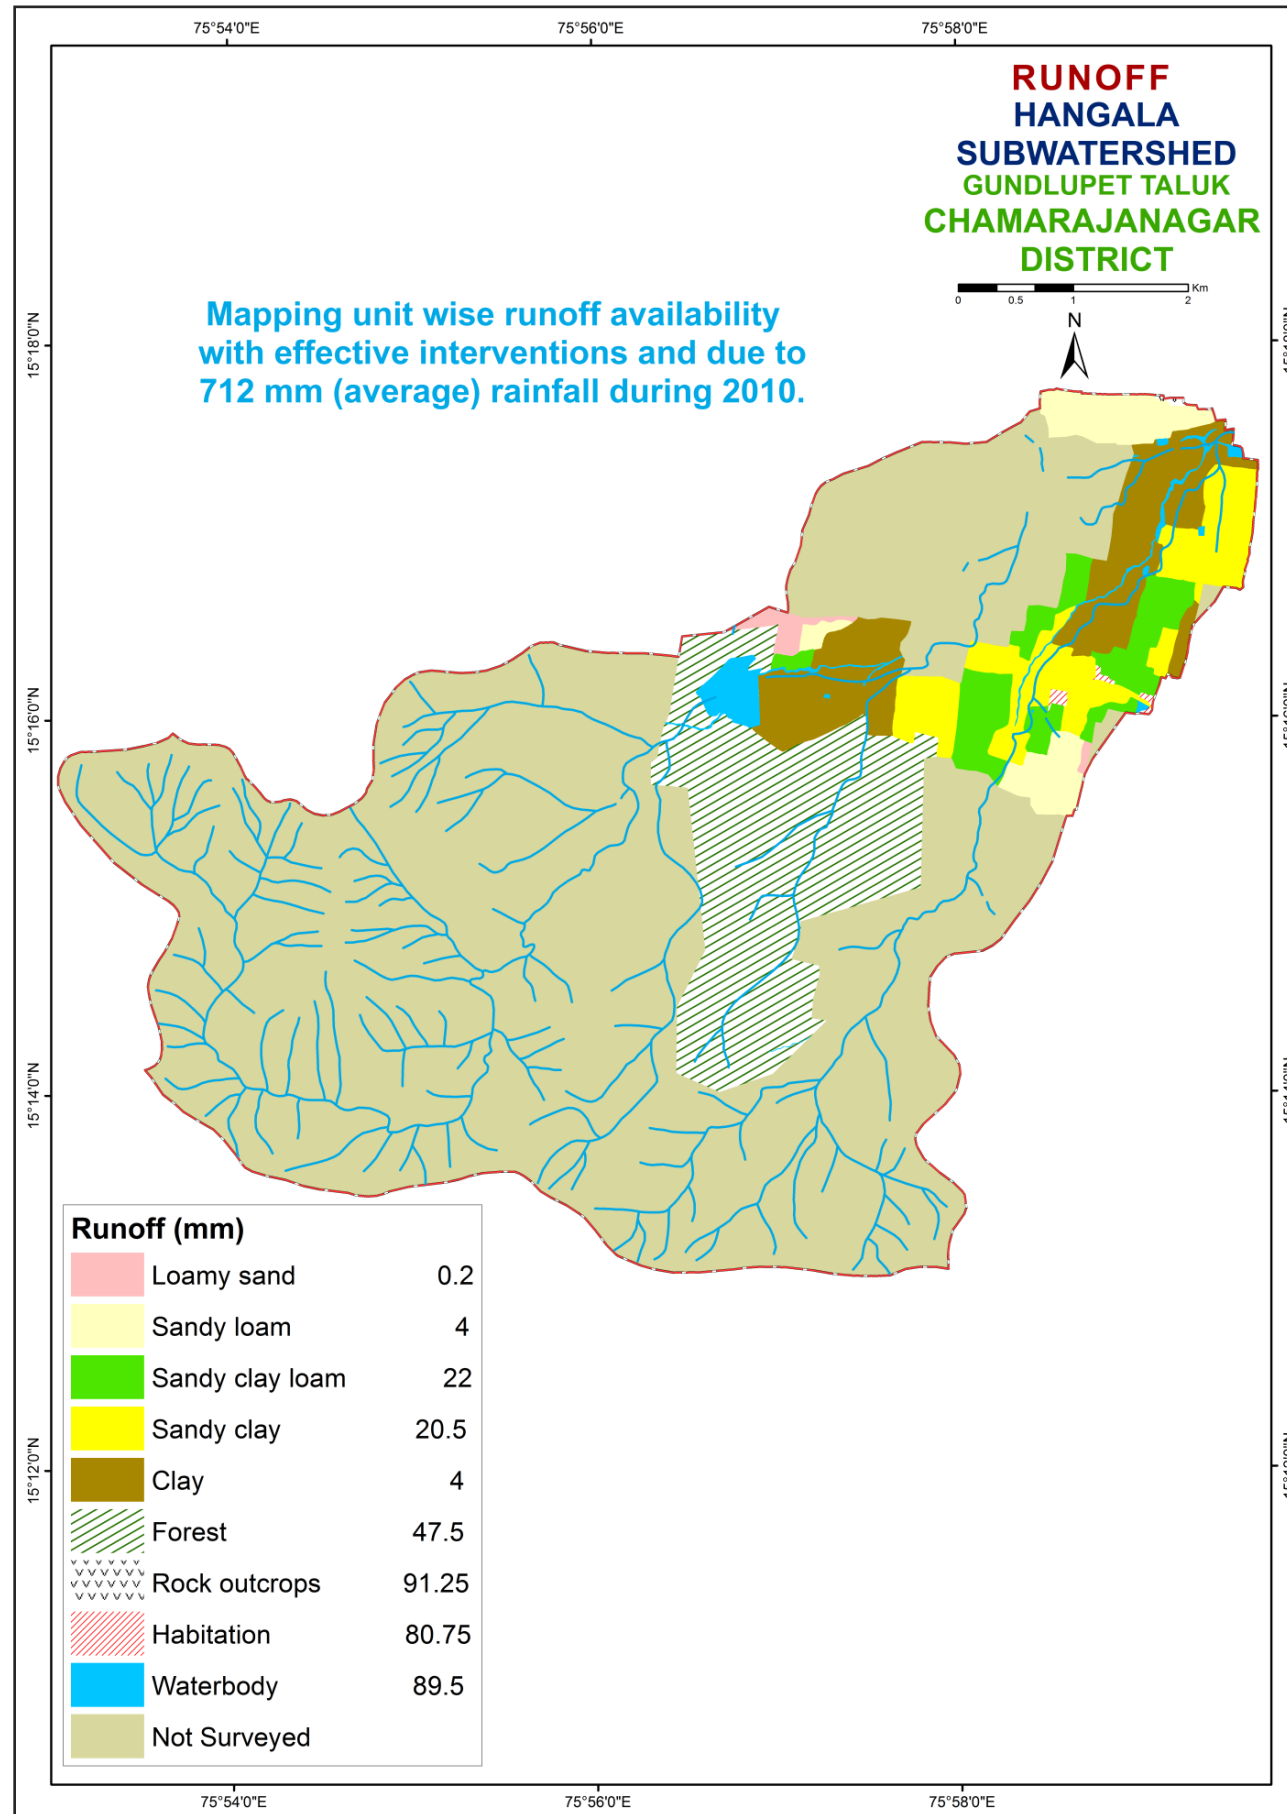 75°54'0"E 75°56'0"E 75°58'0"E
RUNOFF
HANGALA
SUBWATERSHED
GUNDLUPET TALUK
CHAMARAJANAGAR
DISTRICT
0 0.5 1 2 Km
N
Mapping unit wise runoff availability
with effective interventions and due to
712 mm (average) rainfall during 2010.
15°18'0"N
15°16'0"N
15°14'0"N
15°12'0"N
Runoff (mm)
Loamy sand 0.2
Sandy loam 4
Sandy clay loam 22
Sandy clay 20.5
Clay 4
Forest 47.5
Rock outcrops 91.25
Habitation 80.75
Waterbody 89.5
Not Surveyed
75°54'0"E 75°56'0"E 75°58'0"E